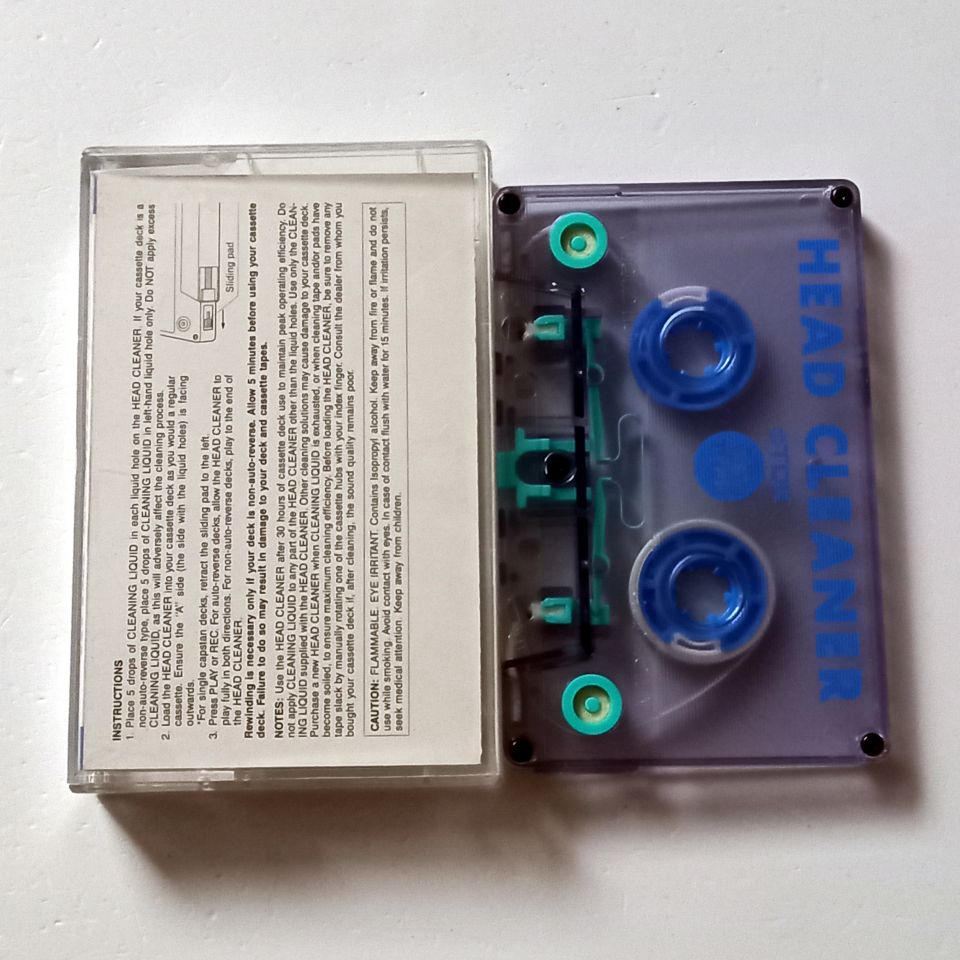 INSTRUCTIONS
1. Place 5 drops of CLEANING LIQUID in each liquid hole on the HEAD CLEANER. If your cassette deck is a
non-auto-reverse type, place 5 drops of CLEANING LIQUID in left-hand liquid hole only. Do NOT apply excess
CLEANING LIQUID, as this will adversely affect the cleaning process.
2. Load the HEAD CLEANER into your cassette deck as you would a regular
cassette. Ensure the "A" side (the side with the liquid holes) is facing
outwards.
*For single capstan decks, retract the sliding pad to the left.
3. Press PLAY or REC. For auto-reverse decks, allow the HEAD CLEANER to
play fully in both directions. For non-auto-reverse decks, play to the end of
the HEAD CLEANER.
Sliding pad
Rewinding is necessary only if your deck is non-auto-reverse. Allow 5 minutes before using your cassette
deck. Failure to do so may result in damage to your deck and cassette tapes.
NOTES: Use the HEAD CLEANER after 30 hours of cassette deck use to maintain peak operating efficiency. Do
not apply CLEANING LIQUID to any part of the HEAD CLEANER other than the liquid holes. Use only the CLEAN-
ING LIQUID supplied with the HEAD CLEANER. Other cleaning solutions may cause damage to your cassette deck.
Purchase a new HEAD CLEANER when CLEANING LIQUID is exhausted, or when cleaning tape and/or pads have
become soiled, to ensure maximum cleaning efficiency. Before loading the HEAD CLEANER, be sure to remove any
tape slack by manually rotating one of the cassette hubs with your index finger. Consult the dealer from whom you
bought your cassette deck if, after cleaning, the sound quality remains poor.
CAUTION: FLAMMABLE. EYE IRRITANT. Contains Isopropyl alcohol. Keep away from fire or flame and do not
use while smoking. Avoid contact with eyes. In case of contact flush with water for 15 minutes. If irritation persists,
seek medical attention. Keep away from children.
HEAD CLEANER